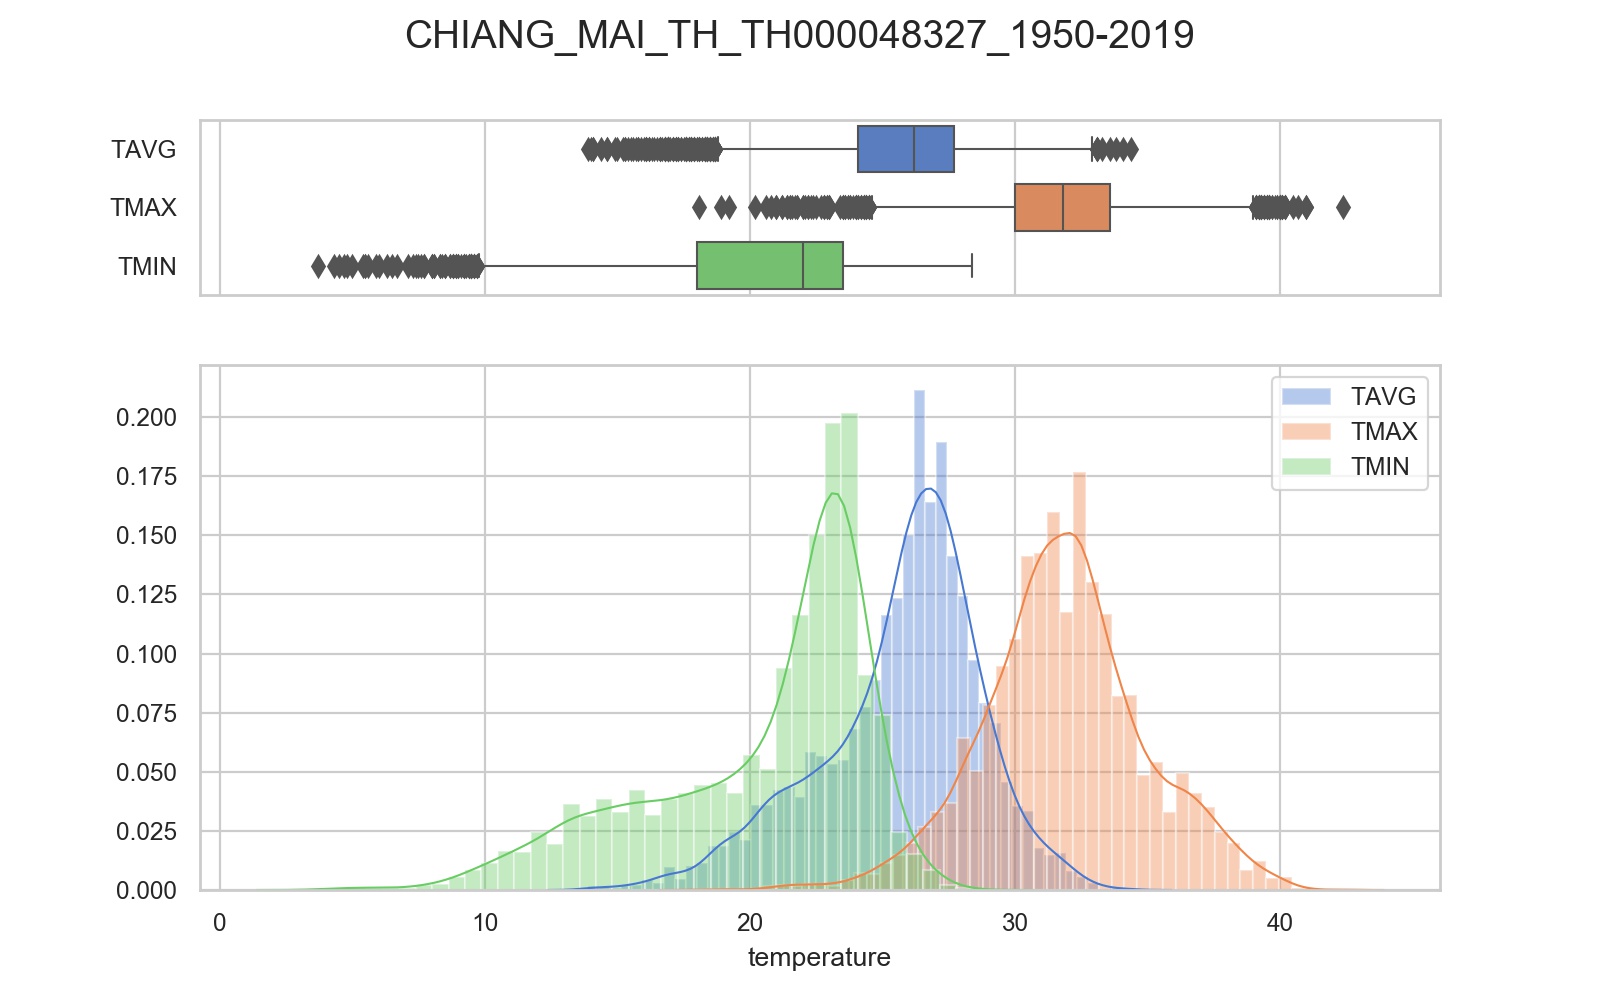 CHIANG_MAI_TH_TH000048327_1950-2019
TAVG
TMAX
TMIN
0.200
0.175
0.150
0.125
0.100
0.075
0.050
0.025
0.000
TAVG
TMAX
TMIN
0 10 20 30 40
temperature